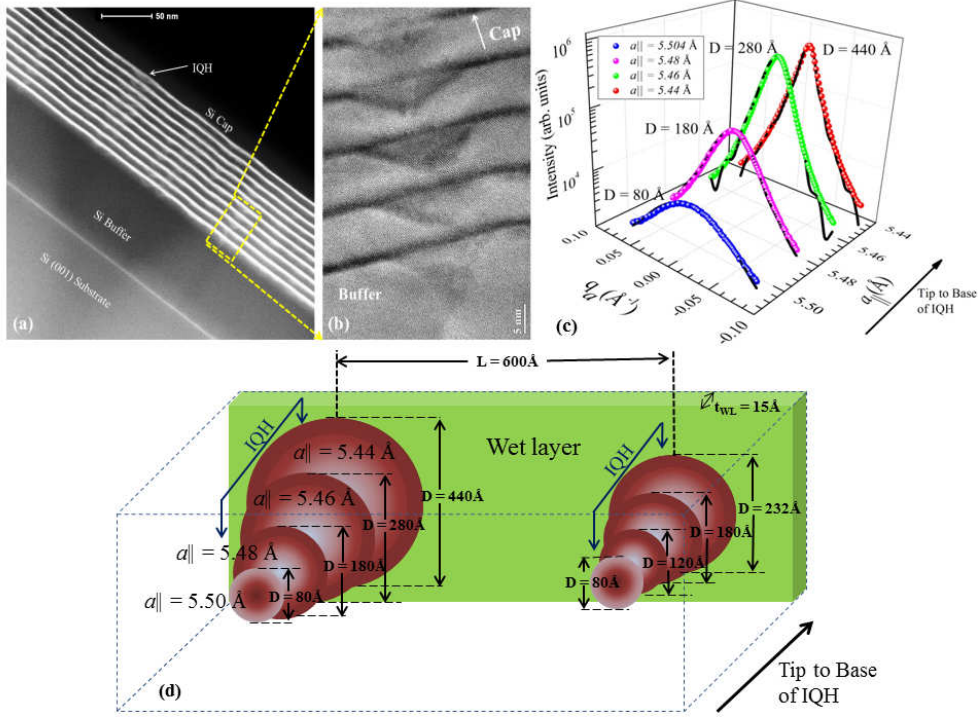 50 nm
IQH
Si Cap
Si Buffer
Si (001) Substrate
(a)
Cap
Buffer
5 nm
(b)
a|| = 5.504 Å
a|| = 5.48 Å
a|| = 5.46 Å
a|| = 5.44 Å
D = 280 Å
D = 440 Å
D = 180 Å
D = 80 Å
Intensity (arb. units)
10⁶
10⁵
10⁴
0.10
0.05
0.00
-0.05
-0.10
qₐ(Å⁻¹)
5.50
5.48
5.46
5.44
a||(Å)
Tip to Base
of IQH
(c)
L = 600Å
t_WL = 15Å
Wet layer
IQH
a|| = 5.44 Å
a|| = 5.46 Å
a|| = 5.48 Å
a|| = 5.50 Å
D = 440Å
D = 280Å
D = 180Å
D = 80Å
IQH
D = 232Å
D = 180Å
D = 120Å
D = 80Å
Tip to Base
of IQH
(d)